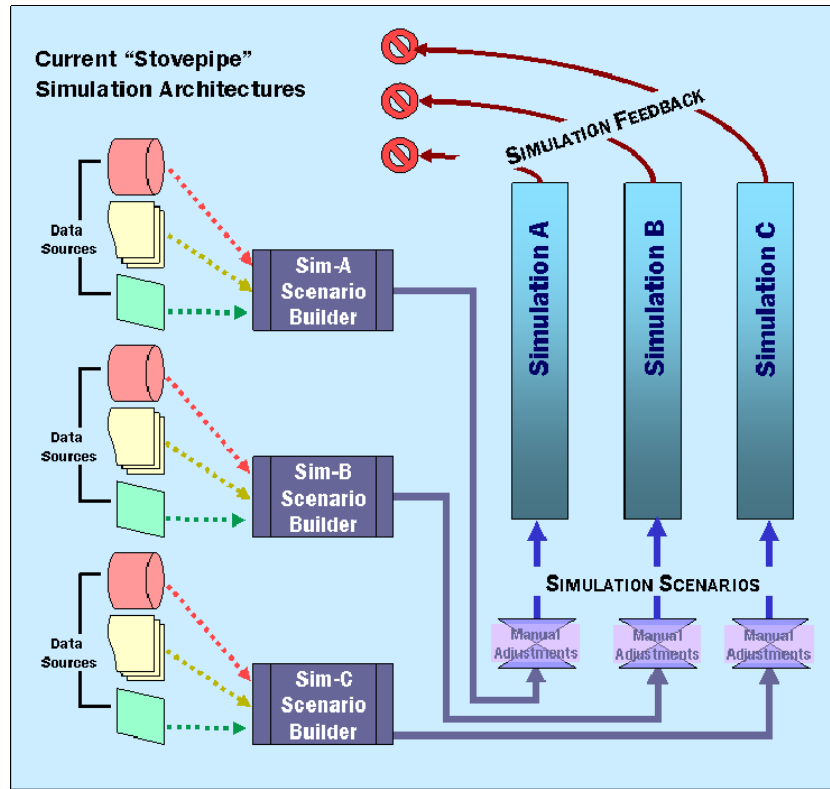 Current “Stovepipe”
Simulation Architectures
SIMULATION FEEDBACK
Data
Sources
Sim-A
Scenario
Builder
Simulation A
Simulation B
Simulation C
Data
Sources
Sim-B
Scenario
Builder
SIMULATION SCENARIOS
Manual
Adjustments
Manual
Adjustments
Manual
Adjustments
Data
Sources
Sim-C
Scenario
Builder